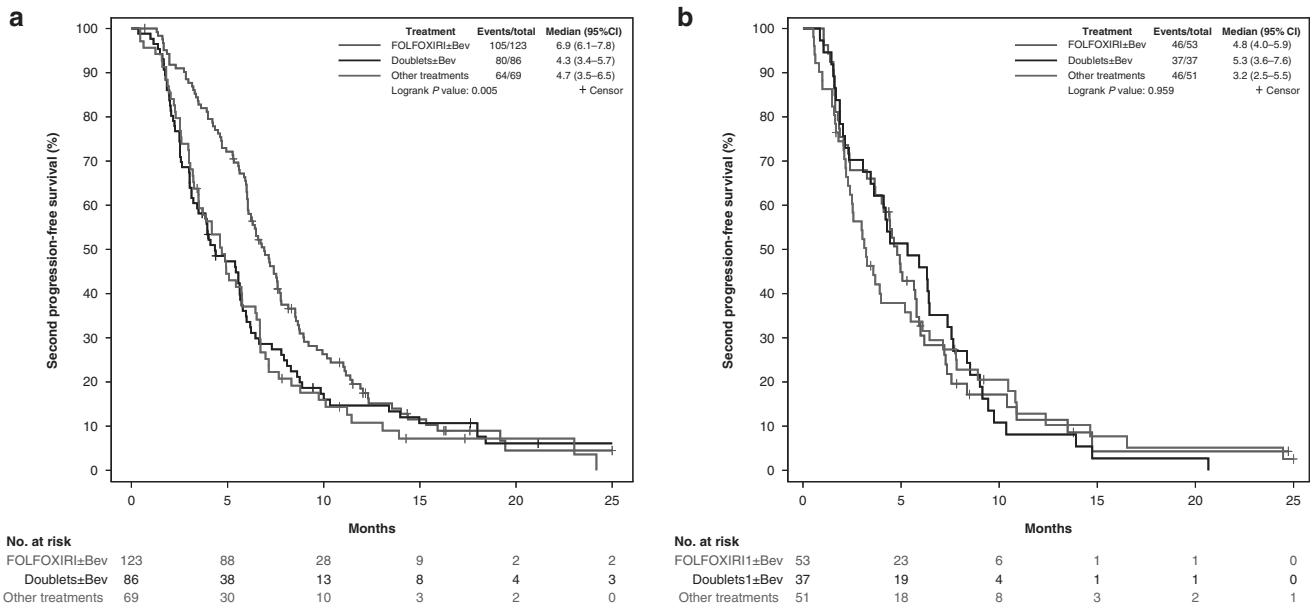 a
Second progression-free survival (%)
100
90
80
70
60
50
40
30
20
10
0
Treatment Events/total Median (95%CI)
FOLFOXIRI±Bev 105/123 6.9 (6.1–7.8)
Doublets±Bev 80/86 4.3 (3.4–5.7)
Other treatments 64/69 4.7 (3.5–6.5)
Logrank P value: 0.005 + Censor
0 5 10 15 20 25
Months
No. at risk
FOLFOXIRI±Bev 123 88 28 9 2 2
Doublets±Bev 86 38 13 8 4 3
Other treatments 69 30 10 3 2 0
b
Second progression-free survival (%)
100
90
80
70
60
50
40
30
20
10
0
Treatment Events/total Median (95% CI)
FOLFOXIRI±Bev 46/53 4.8 (4.0–5.9)
Doublets±Bev 37/37 5.3 (3.6–7.6)
Other treatments 46/51 3.2 (2.5–5.5)
Logrank P value: 0.959 + Censor
0 5 10 15 20 25
Months
No. at risk
FOLFOXIRI1±Bev 53 23 6 1 1 0
Doublets1±Bev 37 19 4 1 1 0
Other treatments 51 18 8 3 2 1